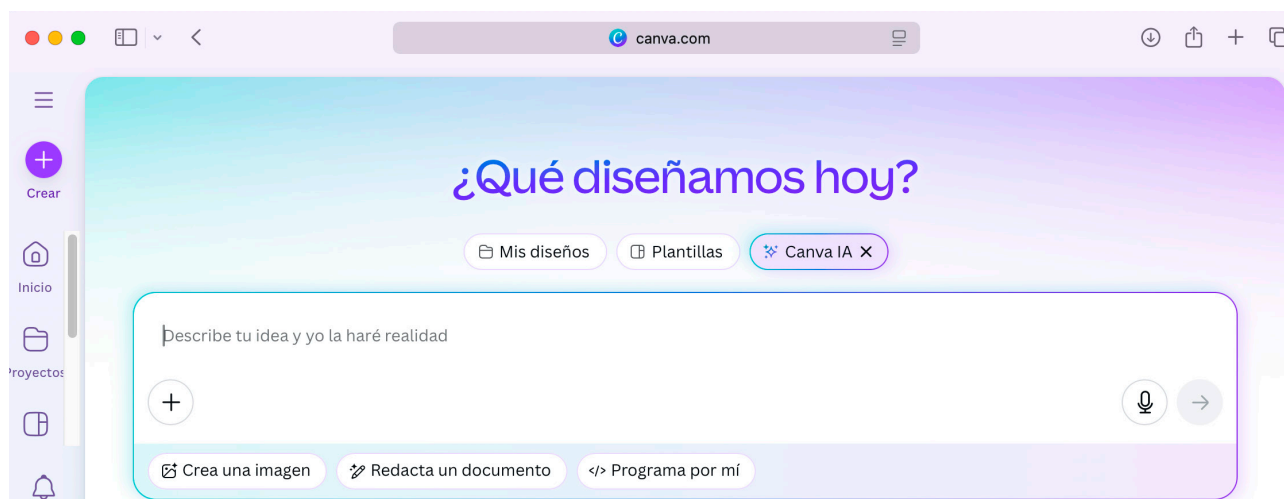 canva.com
Crear
¿Qué diseñamos hoy?
Mis diseños Plantillas Canva IA
Inicio
Describe tu idea y yo la haré realidad
Proyectos
Crea una imagen Redacta un documento </> Programa por mí